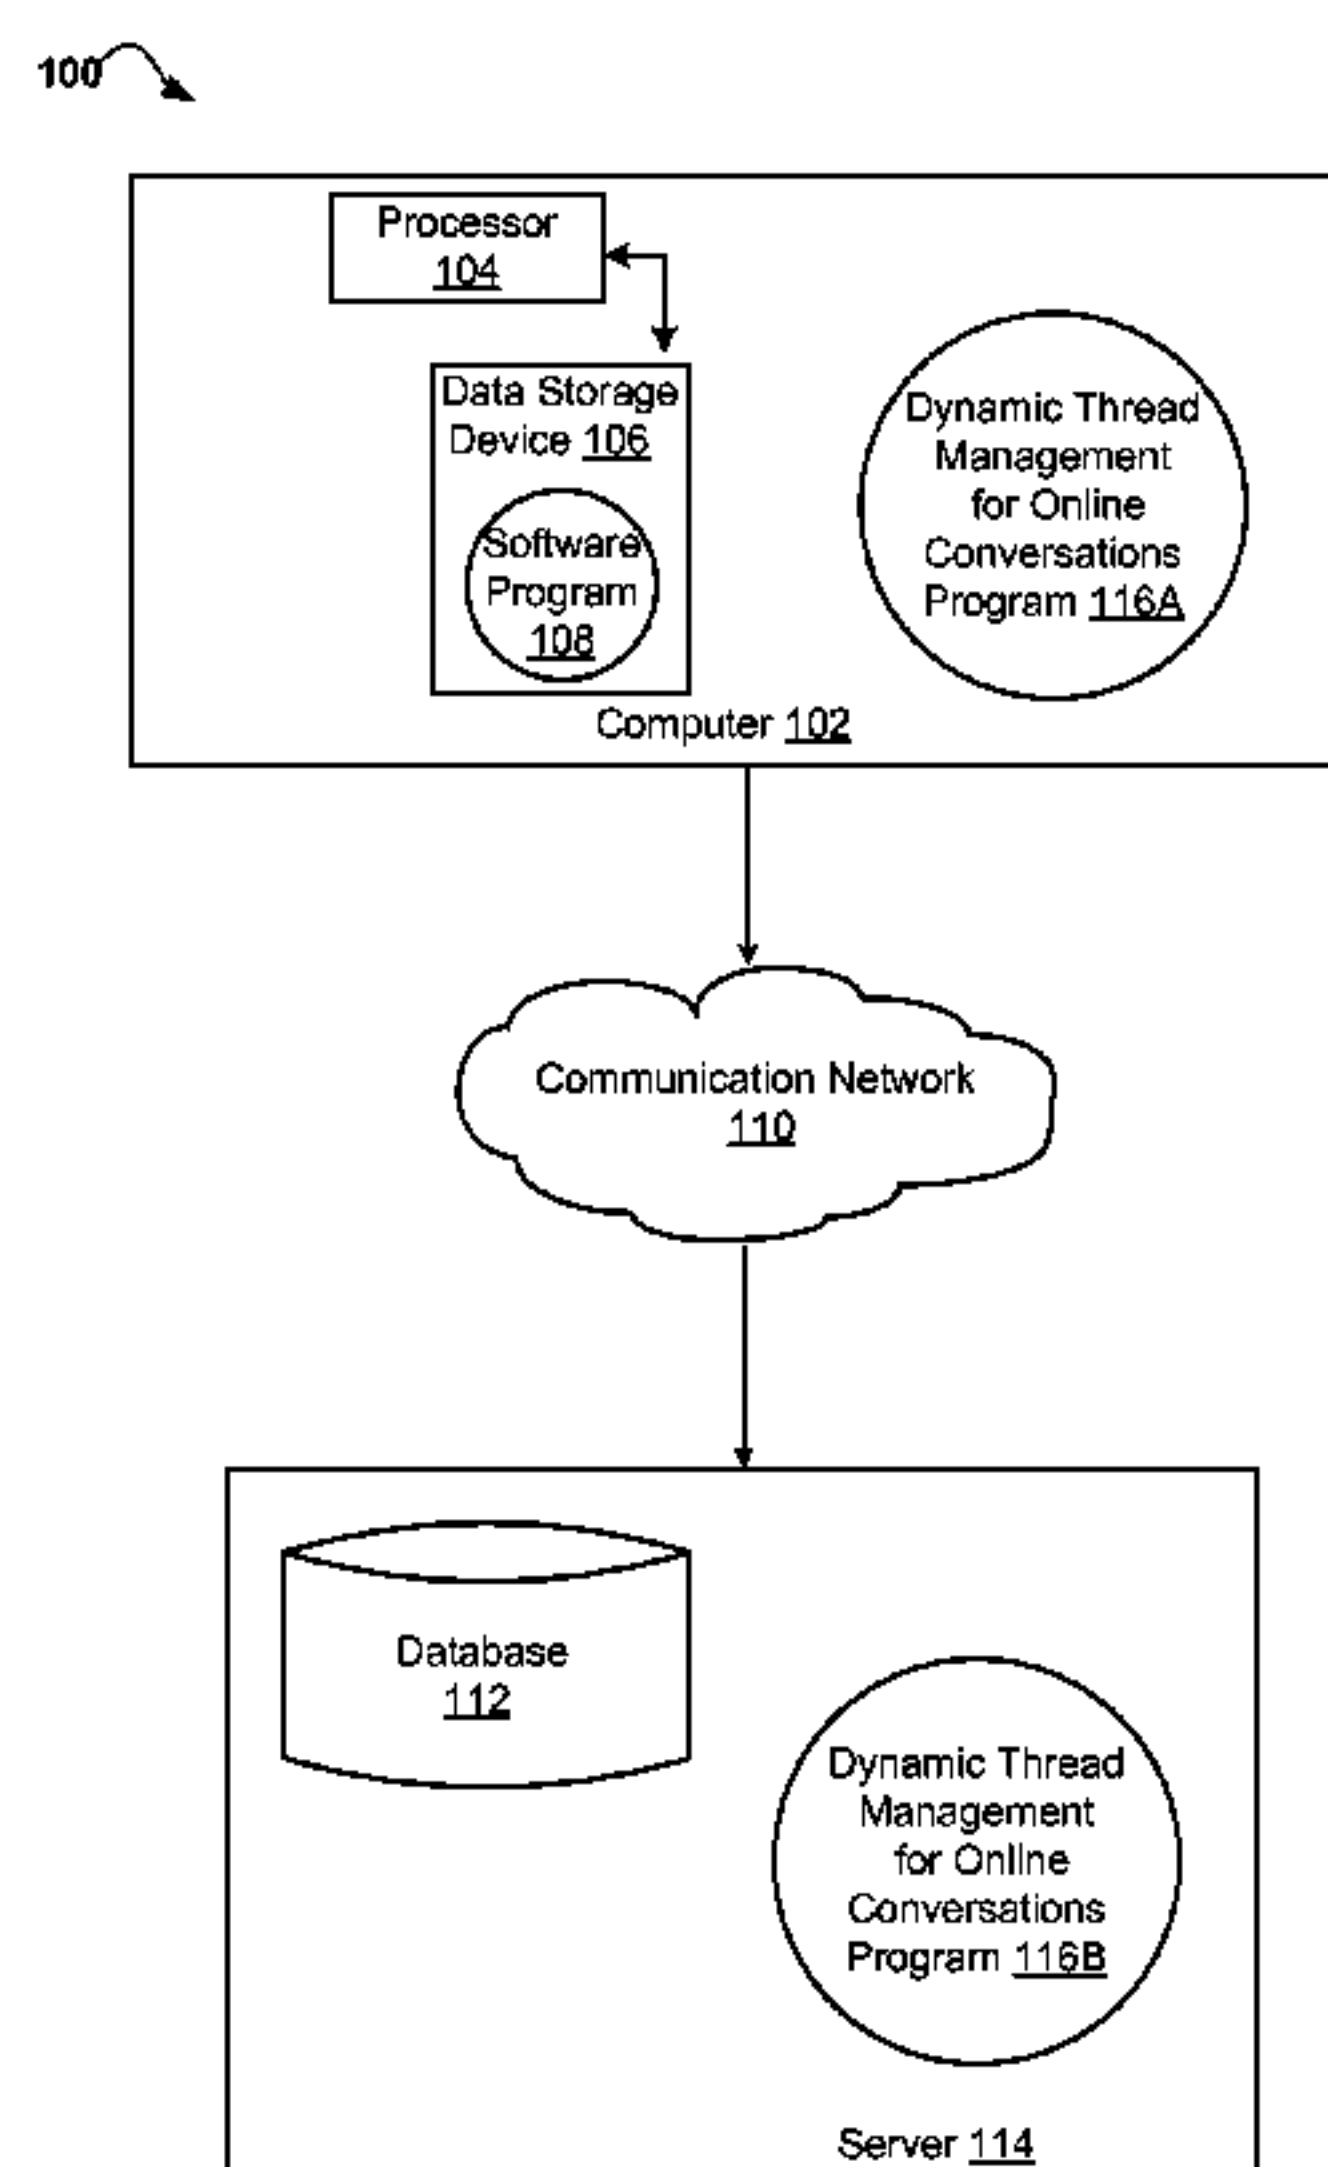 100
Processor
104
Data Storage
Device 106
Software
Program
108
Dynamic Thread
Management
for Online
Conversations
Program 116A
Computer 102
Communication Network
110
Database
112
Dynamic Thread
Management
for Online
Conversations
Program 116B
Server 114